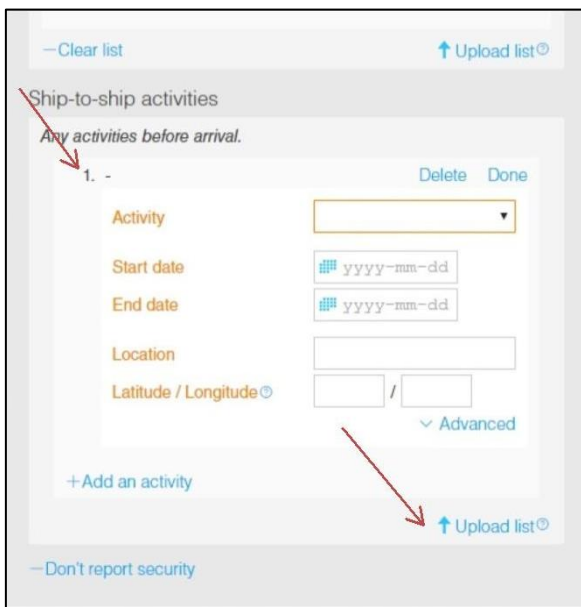 —Clear list
Upload list
Ship-to-ship activities
Any activities before arrival.
1. -
Delete Done
Activity
Start date yyyy-mm-dd
End date yyyy-mm-dd
Location
Latitude / Longitude ? /
Advanced
+Add an activity
Upload list ?
—Don't report security